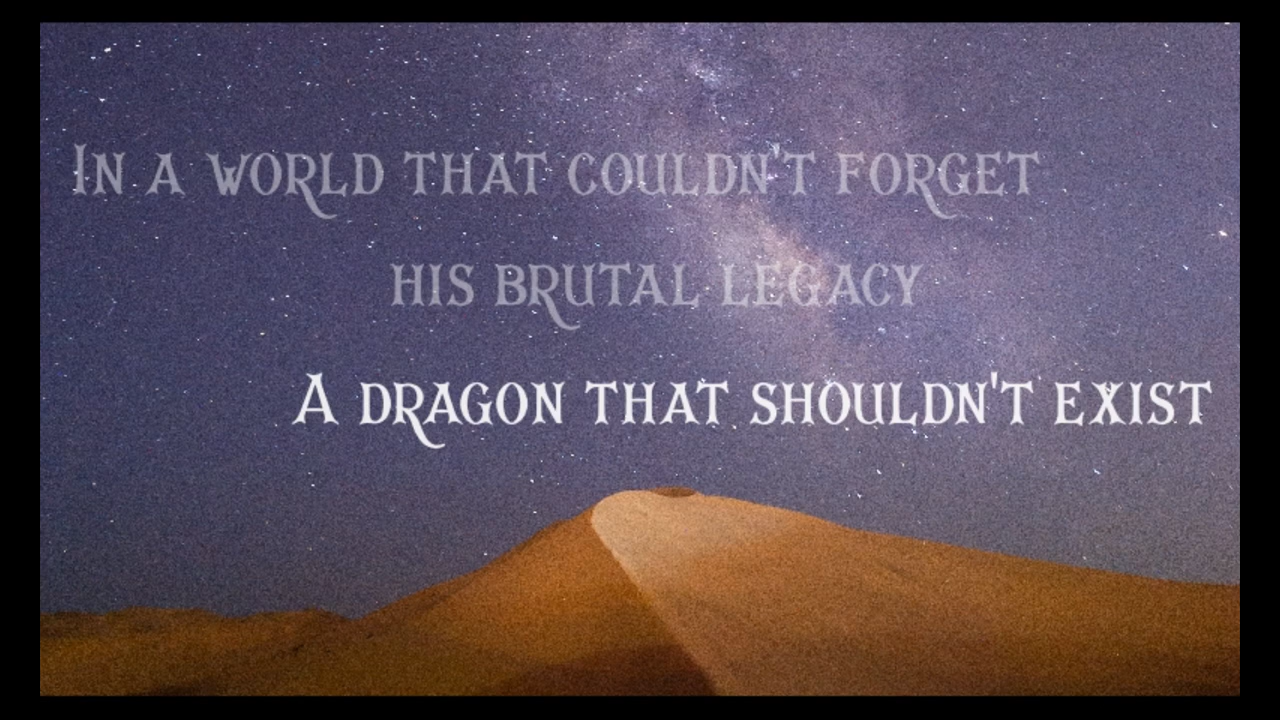 In a world that couldn't forget
his brutal legacy
A dragon that shouldn't exist